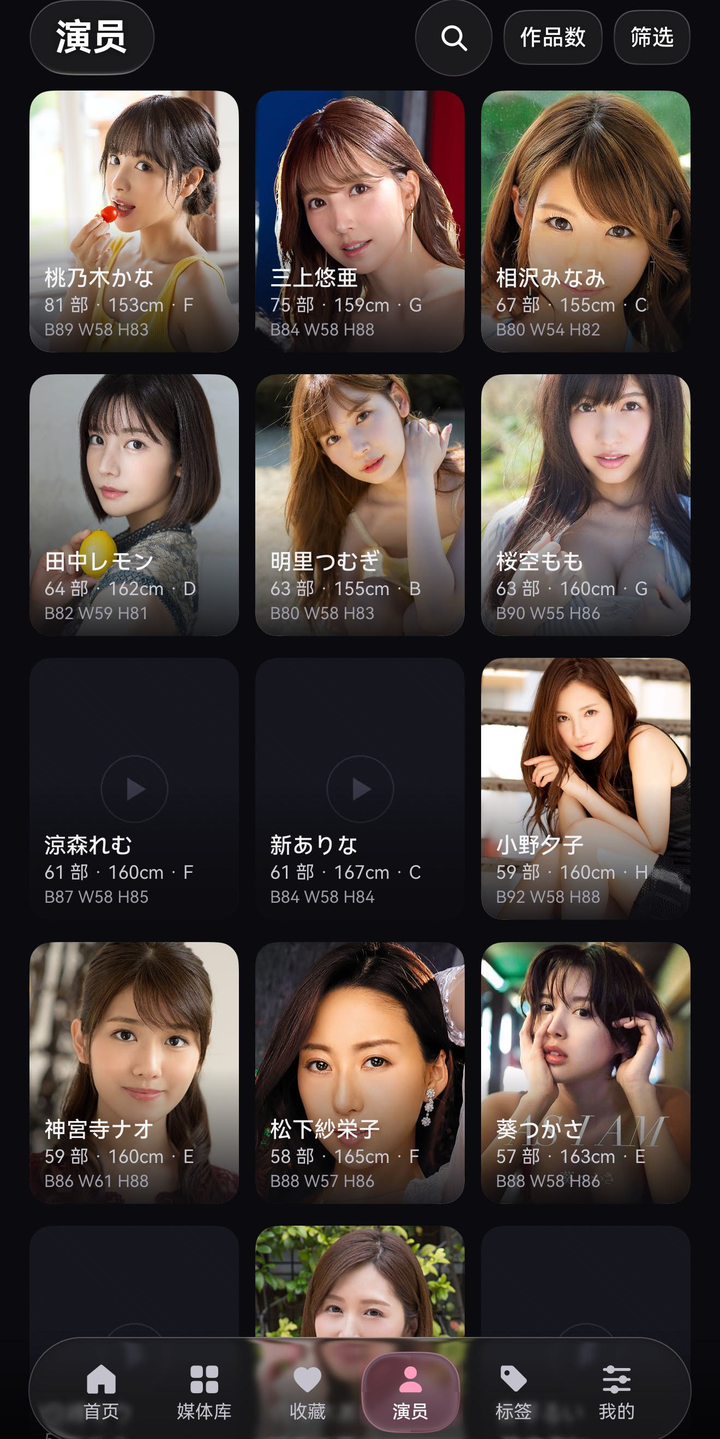 演员
作品数
筛选
桃乃木かな
81 部 · 153cm · F
B89 W58 H83
三上悠亜
75 部 · 159cm · G
B84 W58 H88
相沢みなみ
67 部 · 155cm · C
B80 W54 H82
田中レモン
64 部 · 162cm · D
B82 W59 H81
明里つむぎ
63 部 · 155cm · B
B80 W58 H83
桜空もも
63 部 · 160cm · G
B90 W55 H86
涼森れむ
61 部 · 160cm · F
B87 W58 H85
新ありな
61 部 · 167cm · C
B84 W58 H84
小野夕子
59 部 · 160cm · H
B92 W58 H88
神宮寺ナオ
59 部 · 160cm · E
B86 W61 H88
松下紗栄子
58 部 · 165cm · F
B88 W57 H86
AS I AM
葵つかさ
57 部 · 163cm · E
B88 W58 H86
首页
媒体库
收藏
演员
标签
我的